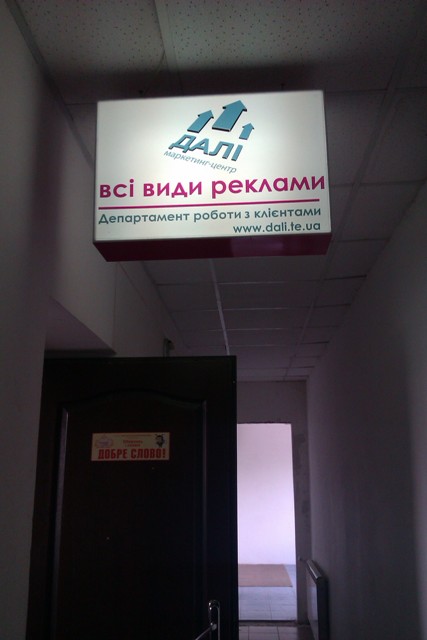 ДАЛІ
маркетинг-центр
всі види реклами
Департамент роботи з клієнтами
www.dali.te.ua
ДОБРЕ СЛОВО!